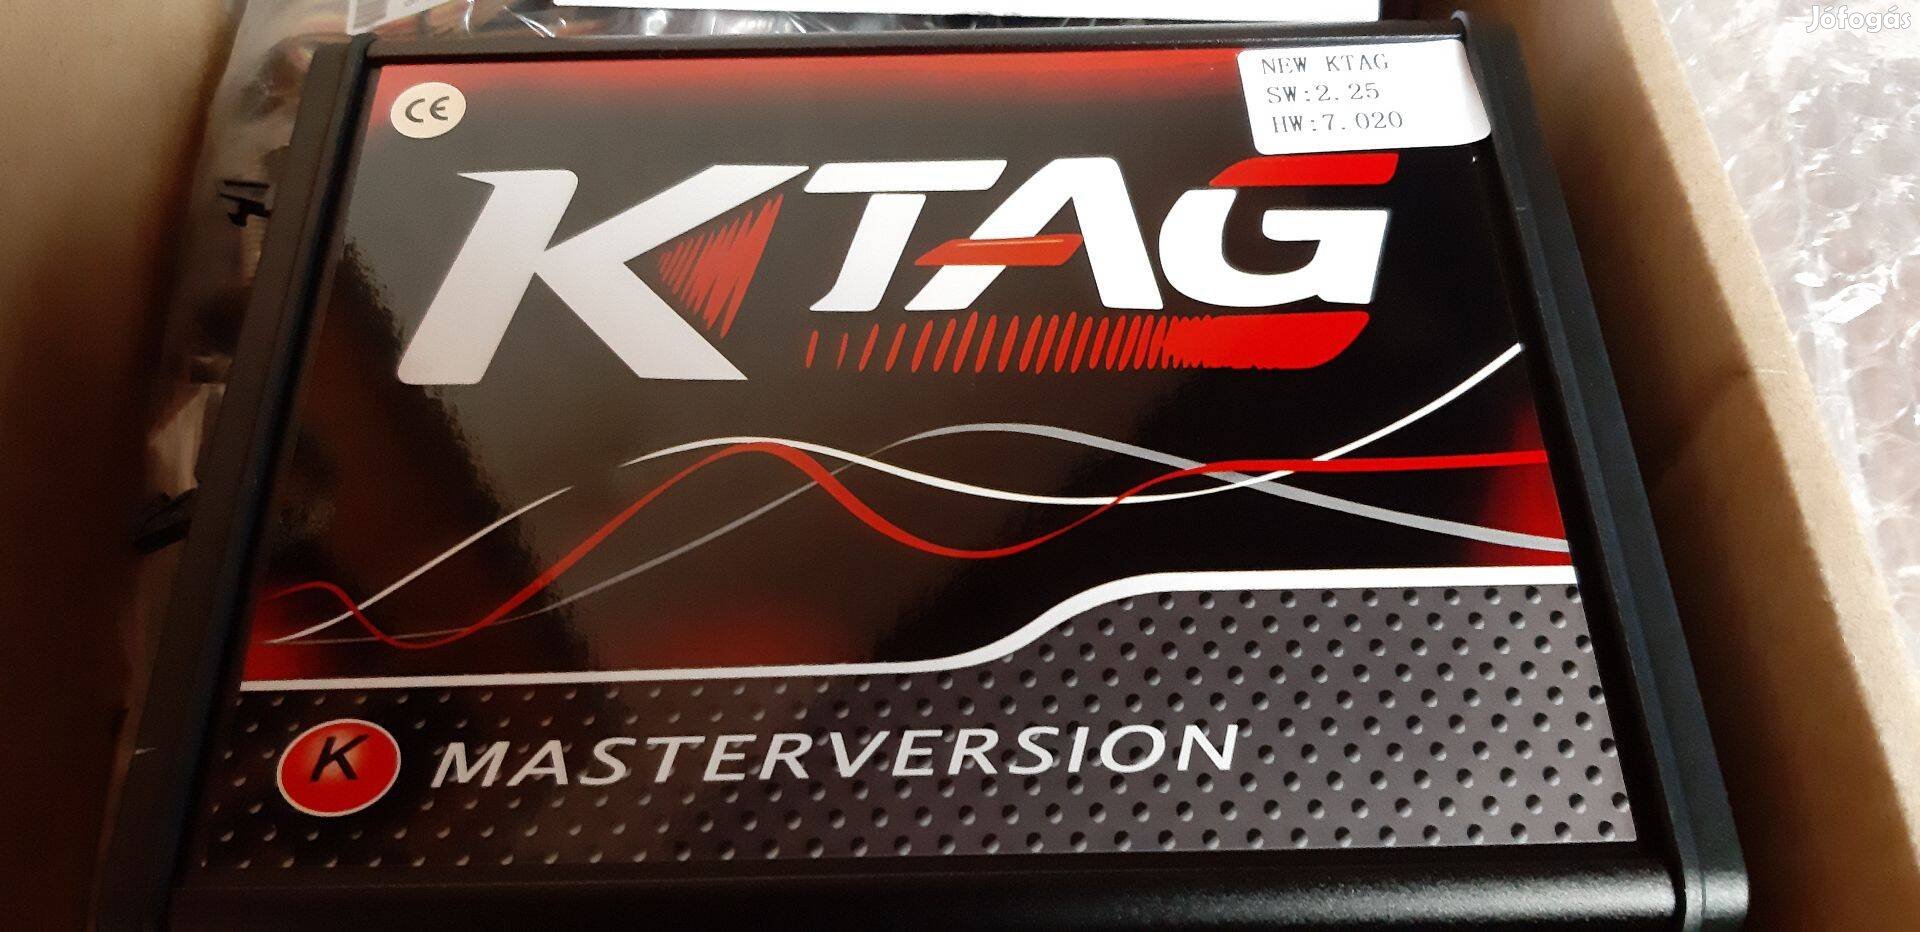 Jófogás
NEW KTAG
SW:2.25
HW:7.020
CE
KTAG
K MASTERVERSION